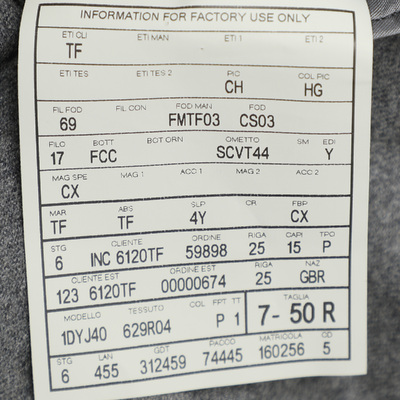 INFORMATION FOR FACTORY USE ONLY
ETI CLI ETI MAN ETI 1 ETI 2
TF
ETI TES ETI TES 2 PIC COL PIC
CH HG
FIL FOD FIL CON FOD MAN FOD
69 FMTF03 CS03
FILO BOTT BOT ORN OMETTO SM EDI
17 FCC SCVT44 Y
MAG SPE MAG 1 ACC 1 MAG 2 ACC 2
CX
MAR ABS SLP CR FBP
TF TF 4Y CX
STG CLIENTE ORDINE RIGA CAPI TPO
6 INC 6120TF 59898 25 15 P
CLIENTE EST ORDINE EST RIGA NAZ
123 6120TF 00000674 25 GBR
MODELLO TESSUTO COL FPT TT TAGLIA
1DYJ40 629R04 P 1 7- 50 R
STG LAN GDT PADCO CAR OD
6 455 312459 74445 160256 5